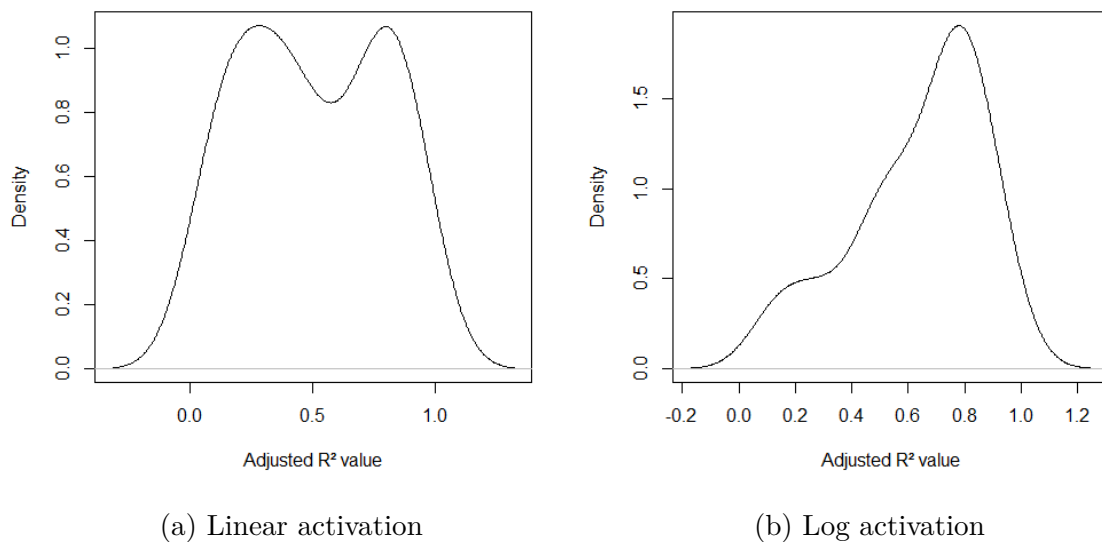 Density
0.0 0.2 0.4 0.6 0.8 1.0
0.0 0.5 1.0
Adjusted R² value
(a) Linear activation
Density
0.0 0.5 1.0 1.5
-0.2 0.0 0.2 0.4 0.6 0.8 1.0 1.2
Adjusted R² value
(b) Log activation